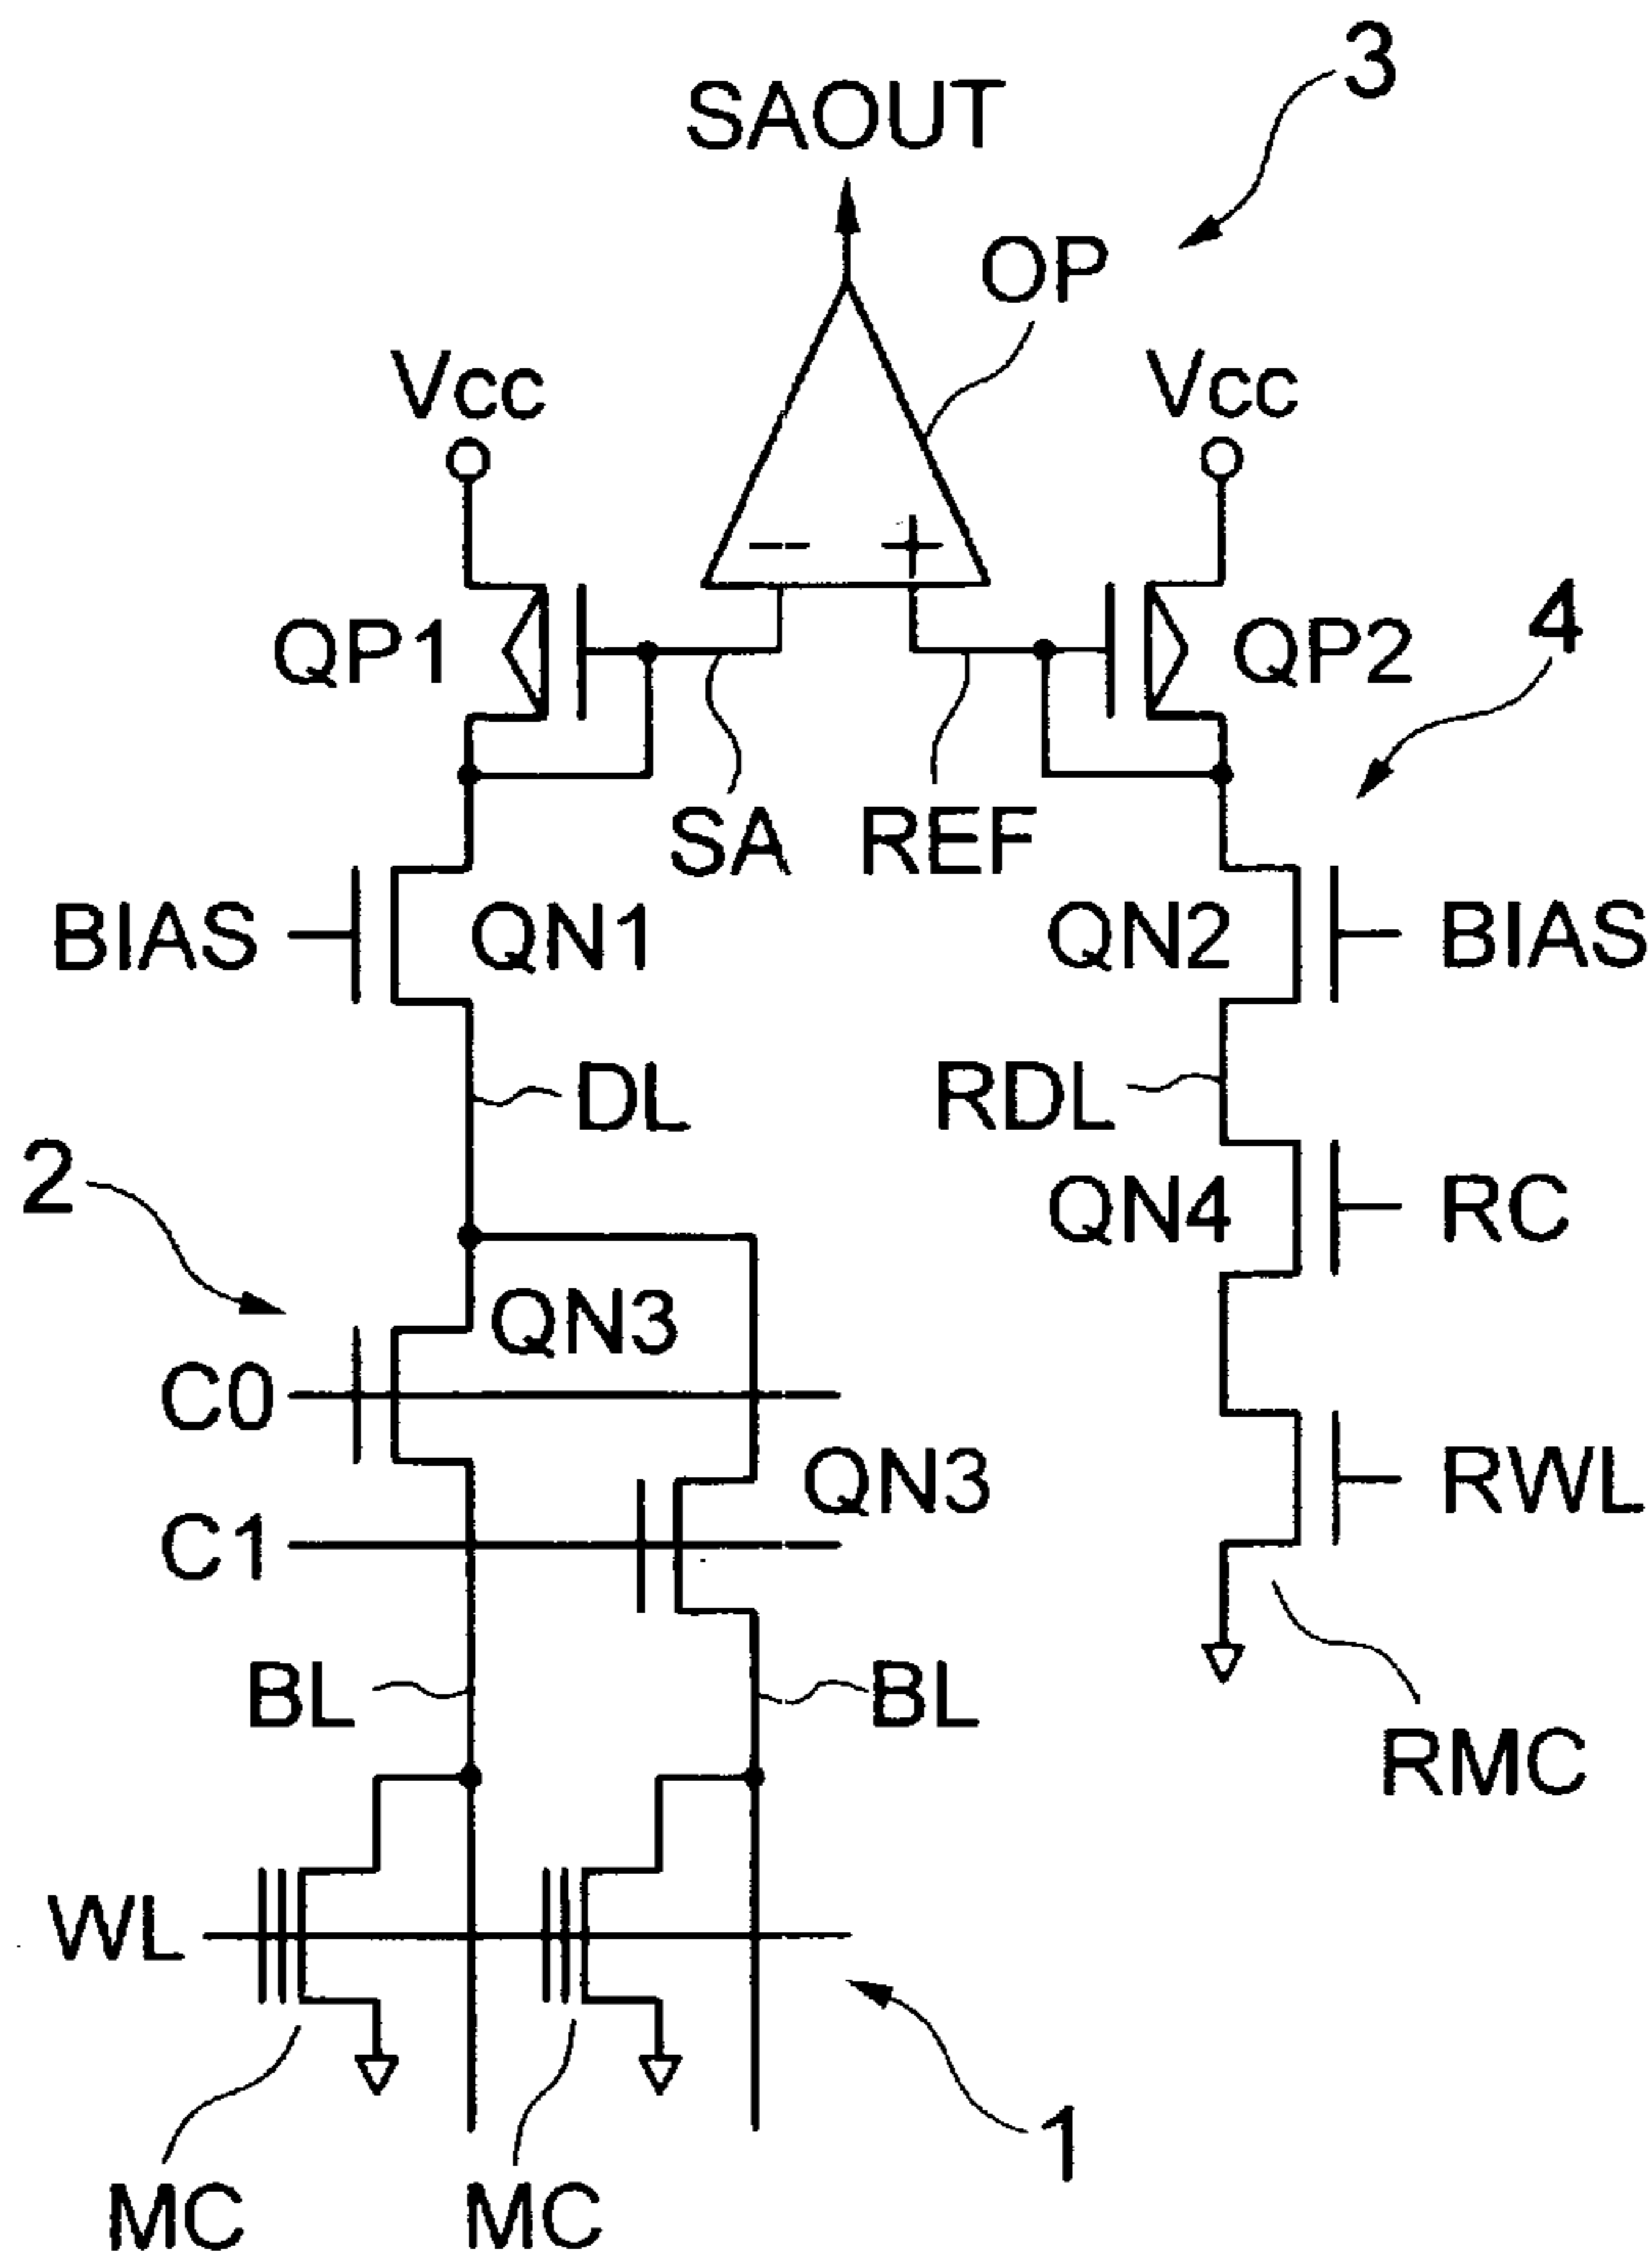 3
SAOUT
OP
Vcc
Vcc
− +
QP1
QP2
4
SA
REF
BIAS
QN1
QN2
BIAS
DL
RDL
2
QN4
RC
QN3
C0
QN3
RWL
C1
BL
BL
RMC
WL
1
MC
MC